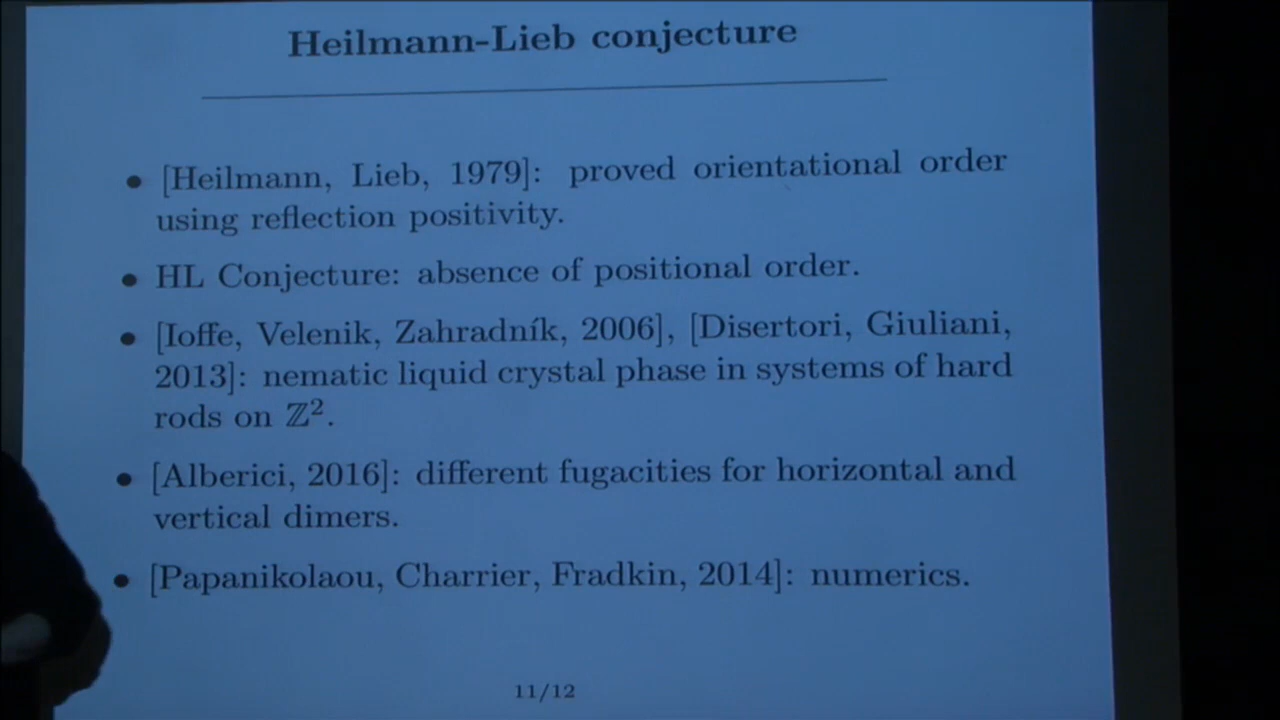 Heilmann-Lieb conjecture
• [Heilmann, Lieb, 1979]: proved orientational order
using reflection positivity.
• HL Conjecture: absence of positional order.
• [Ioffe, Velenik, Zahradník, 2006], [Disertori, Giuliani,
2013]: nematic liquid crystal phase in systems of hard
rods on ℤ².
• [Alberici, 2016]: different fugacities for horizontal and
vertical dimers.
• [Papanikolaou, Charrier, Fradkin, 2014]: numerics.
11/12